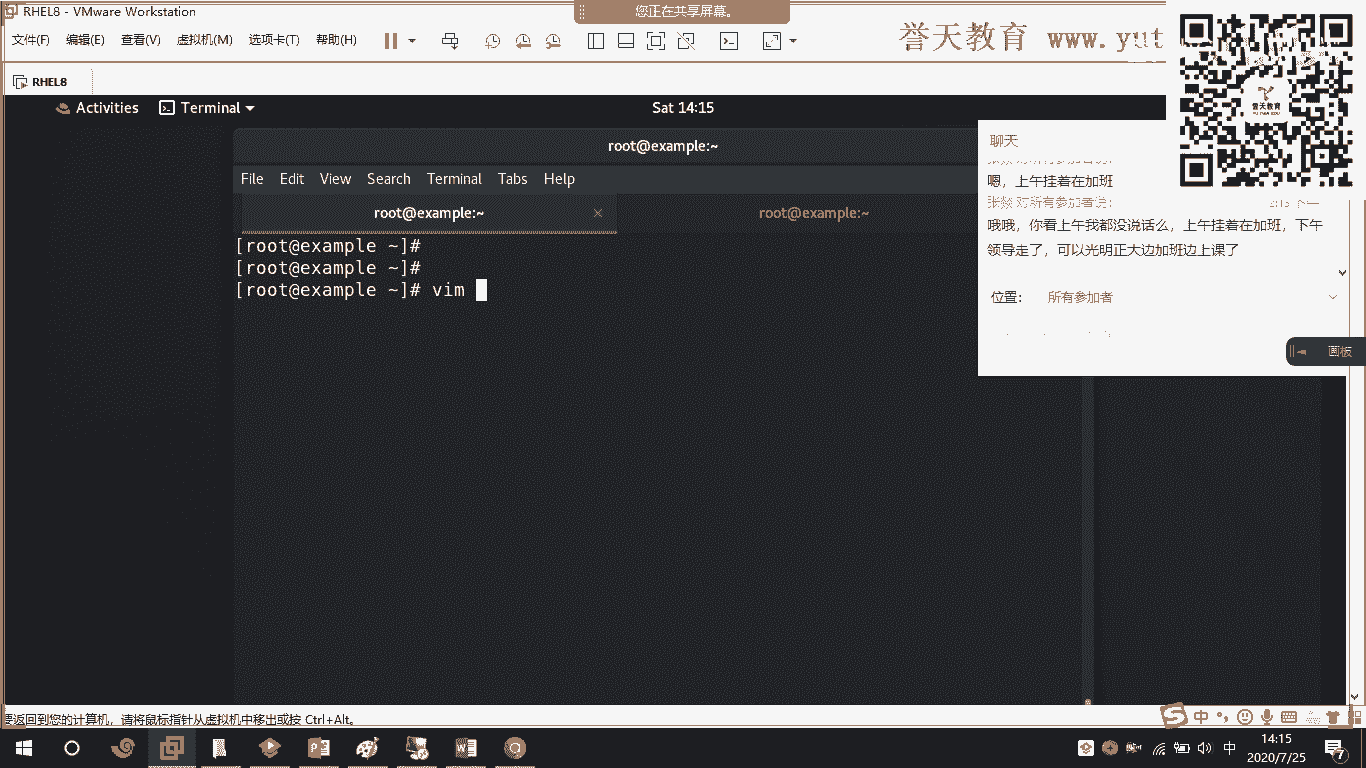 RHEL8 - VMware Workstation
您正在共享屏幕。
文件(F) 编辑(E) 查看(V) 虚拟机(M) 选项卡(T) 帮助(H)
誉天教育 www.yut
RHEL8
誉天教育
Activities Terminal Sat 14:15
root@example:~
File Edit View Search Terminal Tabs Help
root@example:~ × root@example:~
[root@example ~]#
[root@example ~]#
[root@example ~]# vim
聊天
嗯，上午挂着在加班
对所有参加者说：
哦哦，你看上午我都没说话么，上午挂着在加班，下午
领导走了，可以光明正大边加班边上课了
位置： 所有参加者
画板
要返回到您的计算机，请将鼠标指针从虚拟机中移出或按 Ctrl+Alt。
中
中 14:15
2020/7/25
7